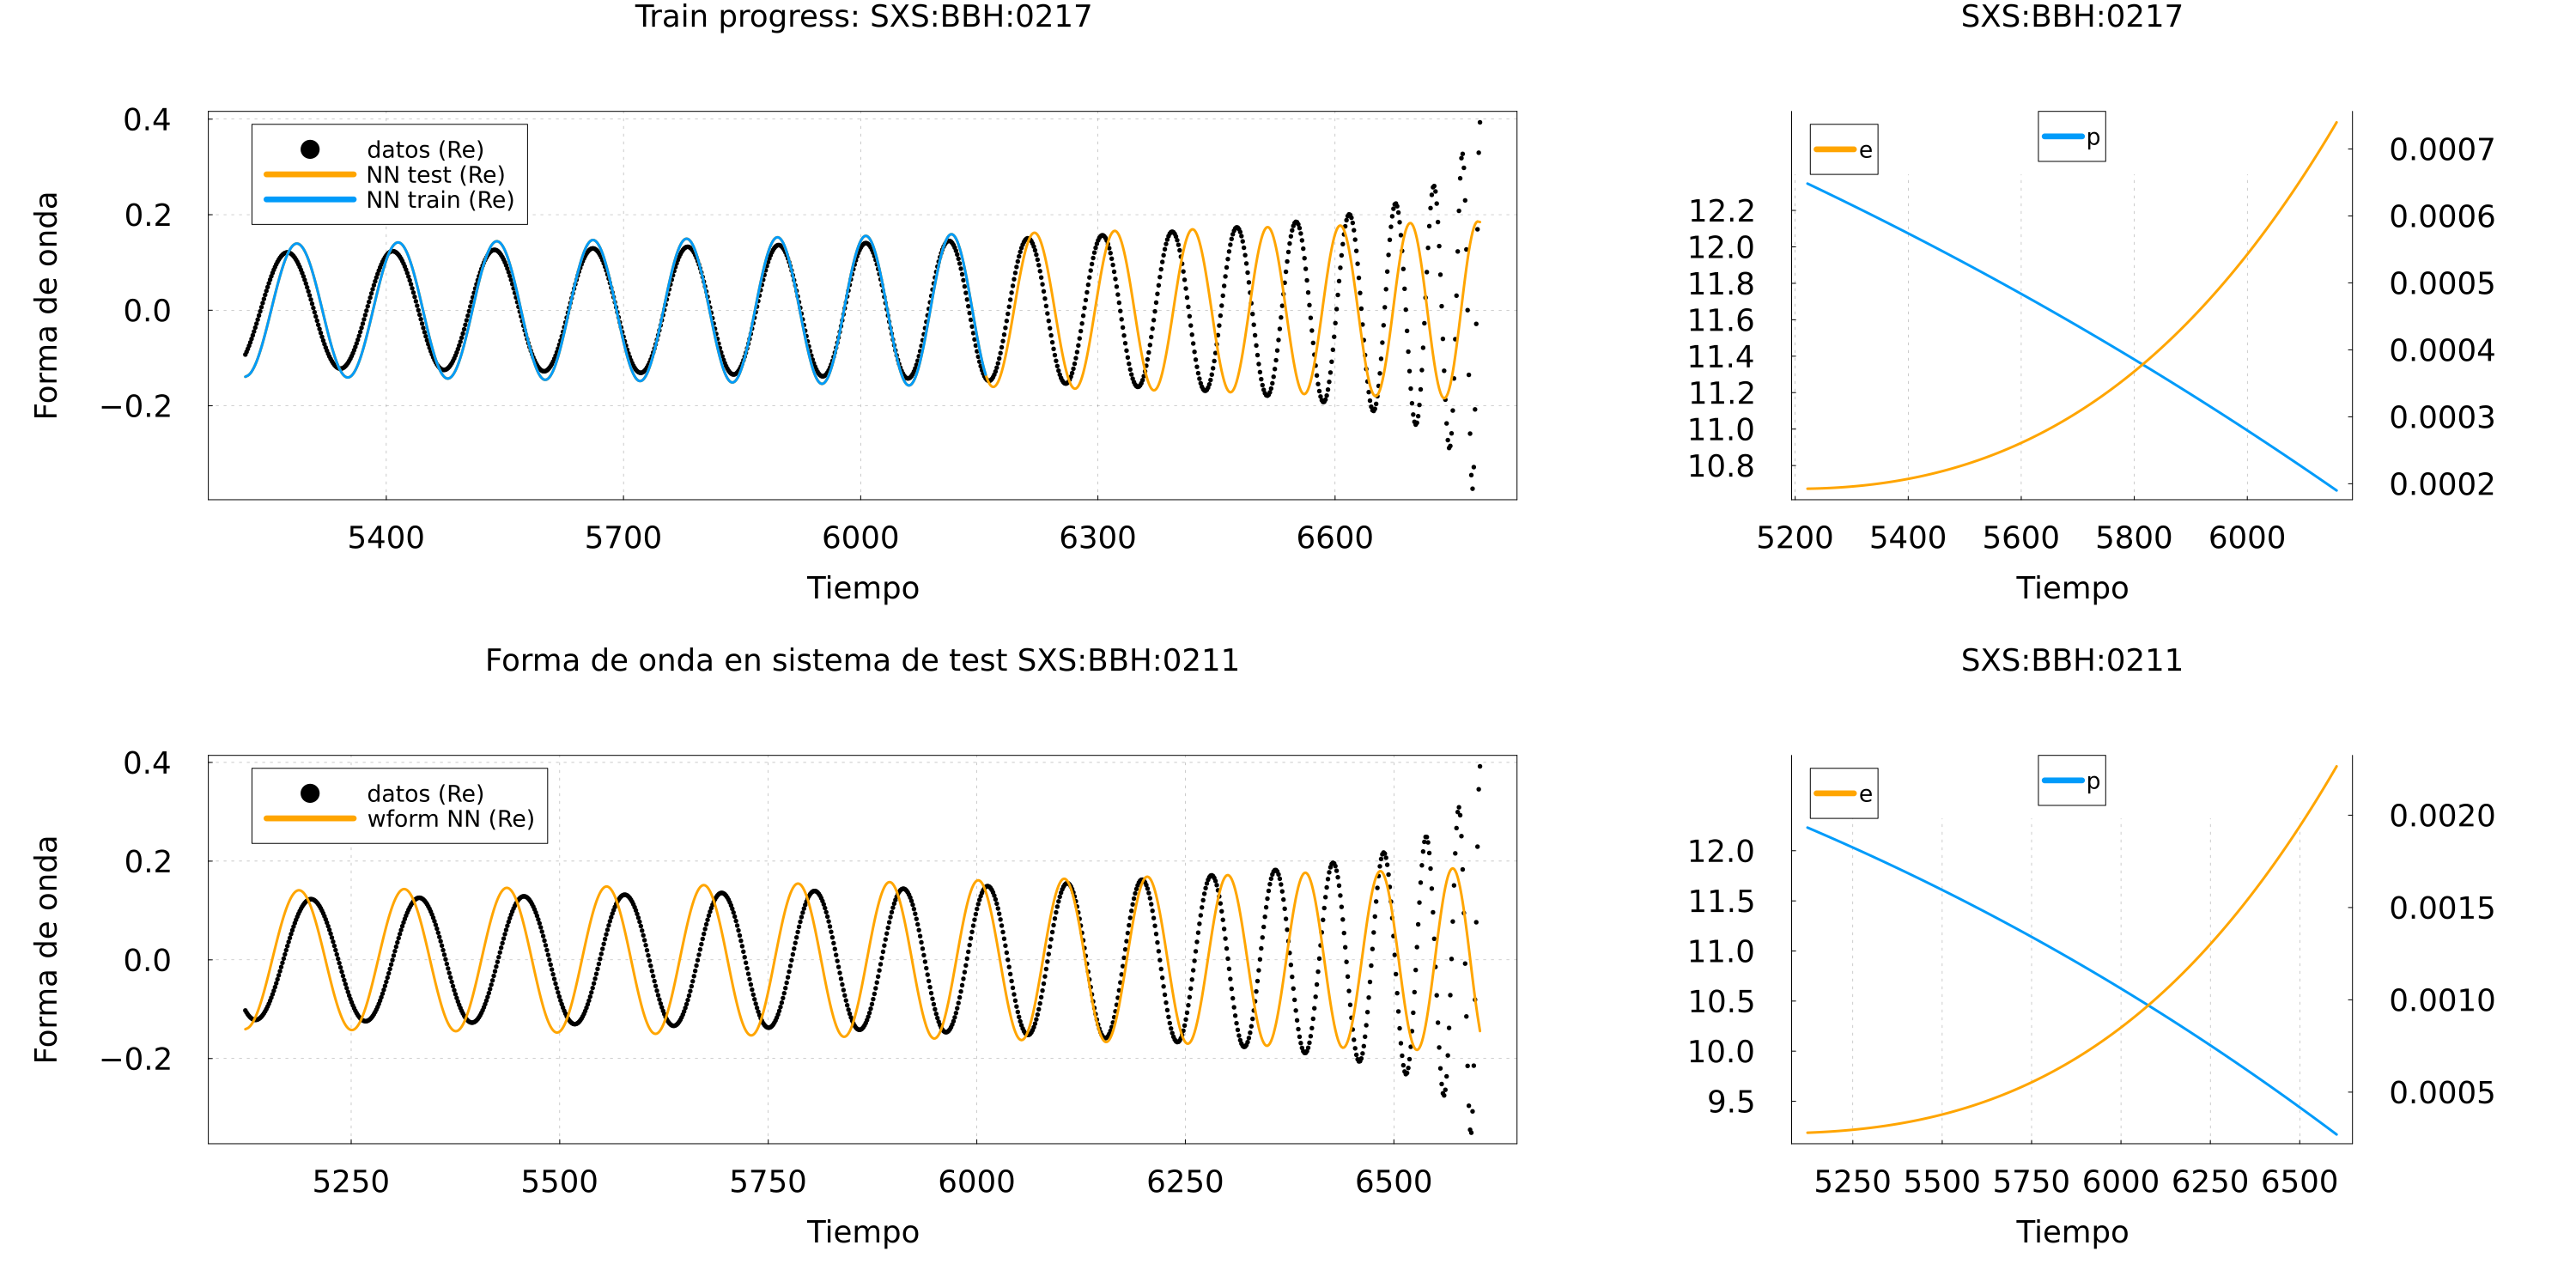 Train progress: SXS:BBH:0217
datos (Re)
NN test (Re)
NN train (Re)
Forma de onda
0.4
0.2
0.0
−0.2
5400 5700 6000 6300 6600
Tiempo
SXS:BBH:0217
e
p
12.2
12.0
11.8
11.6
11.4
11.2
11.0
10.8
0.0007
0.0006
0.0005
0.0004
0.0003
0.0002
5200 5400 5600 5800 6000
Tiempo
Forma de onda en sistema de test SXS:BBH:0211
datos (Re)
wform NN (Re)
Forma de onda
0.4
0.2
0.0
−0.2
5250 5500 5750 6000 6250 6500
Tiempo
SXS:BBH:0211
e
p
12.0
11.5
11.0
10.5
10.0
9.5
0.0020
0.0015
0.0010
0.0005
5250 5500 5750 6000 6250 6500
Tiempo